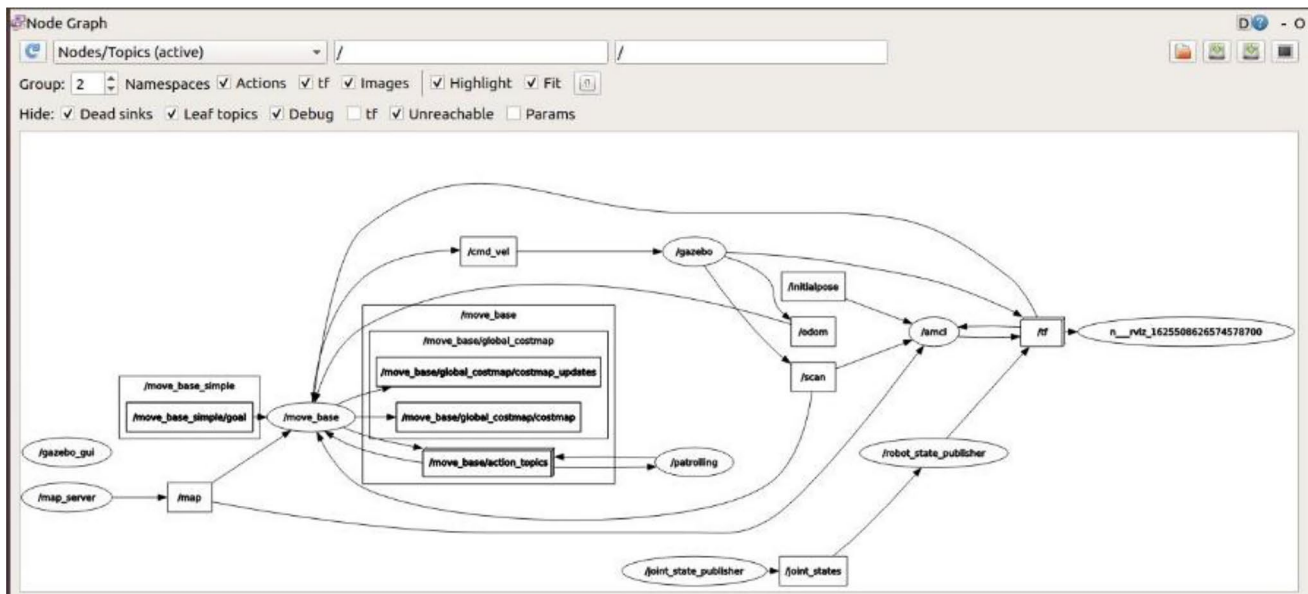 Node Graph
D - O
Nodes/Topics (active) / /
Group: 2 Namespaces Actions tf Images Highlight Fit
Hide: Dead sinks Leaf topics Debug tf Unreachable Params
/cmd_vel
/gazebo
/initialpose
/move_base
/odom
/amcl
/tf
n__rviz_1625508626574578700
/move_base/global_costmap
/move_base/global_costmap/costmap_updates
/scan
/move_base_simple
/move_base_simple/goal
/move_base
/move_base/global_costmap/costmap
/gazebo_gui
/move_base/action_topics
/patrolling
/robot_state_publisher
/map_server
/map
/joint_state_publisher
/joint_states